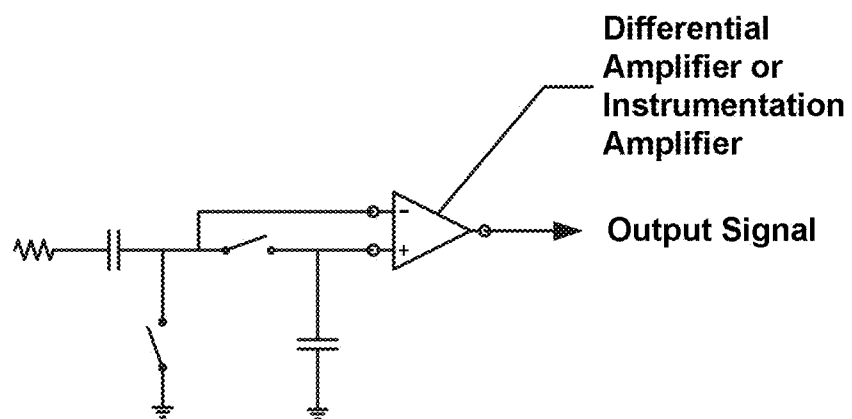 Differential
Amplifier or
Instrumentation
Amplifier
-
+
Output Signal